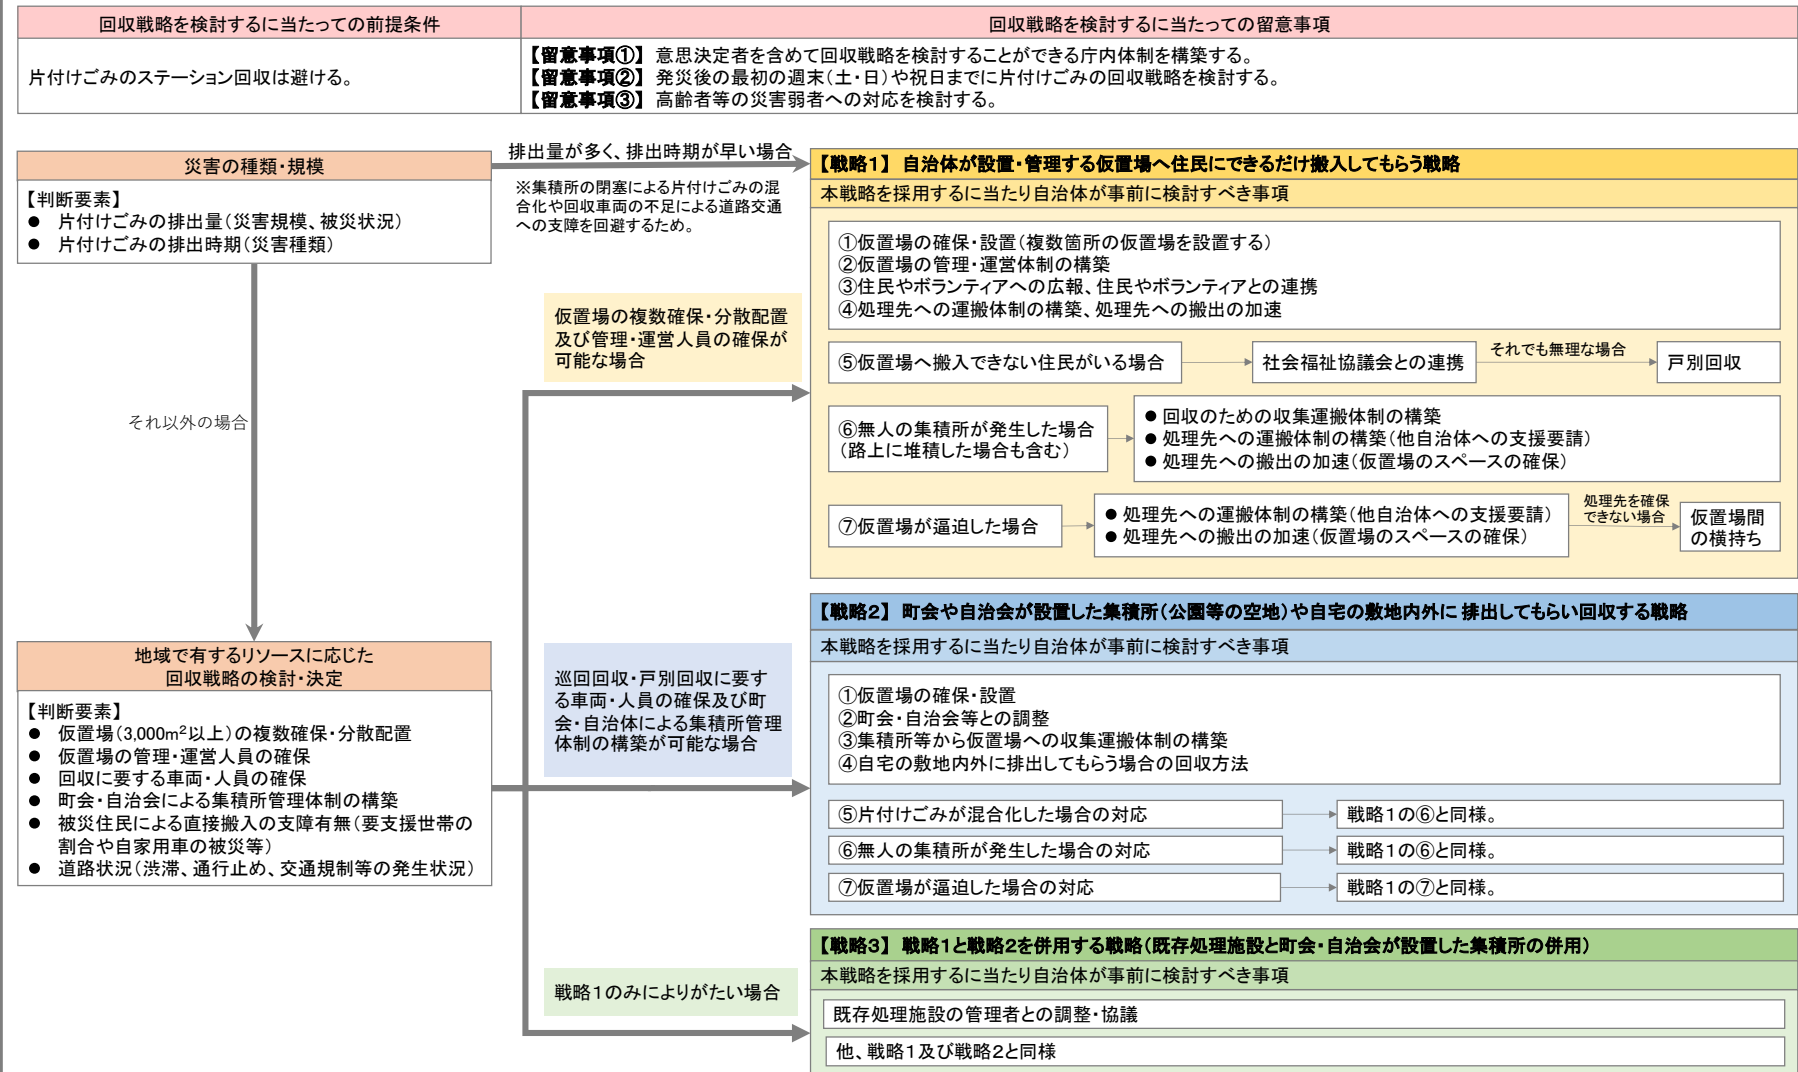 回収戦略を検討するに当たっての前提条件
回収戦略を検討するに当たっての留意事項
片付けごみのステーション回収は避ける。
【留意事項①】 意思決定者を含めて回収戦略を検討することができる庁内体制を構築する。
【留意事項②】 発災後の最初の週末(土・日)や祝日までに片付けごみの回収戦略を検討する。
【留意事項③】 高齢者等の災害弱者への対応を検討する。
災害の種類・規模
【判断要素】
● 片付けごみの排出量(災害規模、被災状況)
● 片付けごみの排出時期(災害種類)
排出量が多く、排出時期が早い場合
※集積所の閉塞による片付けごみの混
合化や回収車両の不足による道路交通
への支障を回避するため。
それ以外の場合
地域で有するリソースに応じた
回収戦略の検討・決定
【判断要素】
● 仮置場(3,000m²以上)の複数確保・分散配置
● 仮置場の管理・運営人員の確保
● 回収に要する車両・人員の確保
● 町会・自治会による集積所管理体制の構築
● 被災住民による直接搬入の支障有無(要支援世帯の
割合や自家用車の被災等)
● 道路状況(渋滞、通行止め、交通規制等の発生状況)
仮置場の複数確保・分散配置
及び管理・運営人員の確保が
可能な場合
巡回回収・戸別回収に要す
る車両・人員の確保及び町
会・自治体による集積所管理
体制の構築が可能な場合
戦略1のみによりがたい場合
【戦略1】 自治体が設置・管理する仮置場へ住民にできるだけ搬入してもらう戦略
本戦略を採用するに当たり自治体が事前に検討すべき事項
①仮置場の確保・設置(複数箇所の仮置場を設置する)
②仮置場の管理・運営体制の構築
③住民やボランティアへの広報、住民やボランティアとの連携
④処理先への運搬体制の構築、処理先への搬出の加速
⑤仮置場へ搬入できない住民がいる場合
社会福祉協議会との連携
それでも無理な場合
戸別回収
⑥無人の集積所が発生した場合
(路上に堆積した場合も含む)
● 回収のための収集運搬体制の構築
● 処理先への運搬体制の構築(他自治体への支援要請)
● 処理先への搬出の加速(仮置場のスペースの確保)
⑦仮置場が逼迫した場合
● 処理先への運搬体制の構築(他自治体への支援要請)
● 処理先への搬出の加速(仮置場のスペースの確保)
処理先を確保
できない場合
仮置場間
の横持ち
【戦略2】 町会や自治会が設置した集積所(公園等の空地)や自宅の敷地内外に排出してもらい回収する戦略
本戦略を採用するに当たり自治体が事前に検討すべき事項
①仮置場の確保・設置
②町会・自治会等との調整
③集積所等から仮置場への収集運搬体制の構築
④自宅の敷地内外に排出してもらう場合の回収方法
⑤片付けごみが混合化した場合の対応
戦略1の⑥と同様。
⑥無人の集積所が発生した場合の対応
戦略1の⑥と同様。
⑦仮置場が逼迫した場合の対応
戦略1の⑦と同様。
【戦略3】 戦略1と戦略2を併用する戦略(既存処理施設と町会・自治会が設置した集積所の併用)
本戦略を採用するに当たり自治体が事前に検討すべき事項
既存処理施設の管理者との調整・協議
他、戦略1及び戦略2と同様